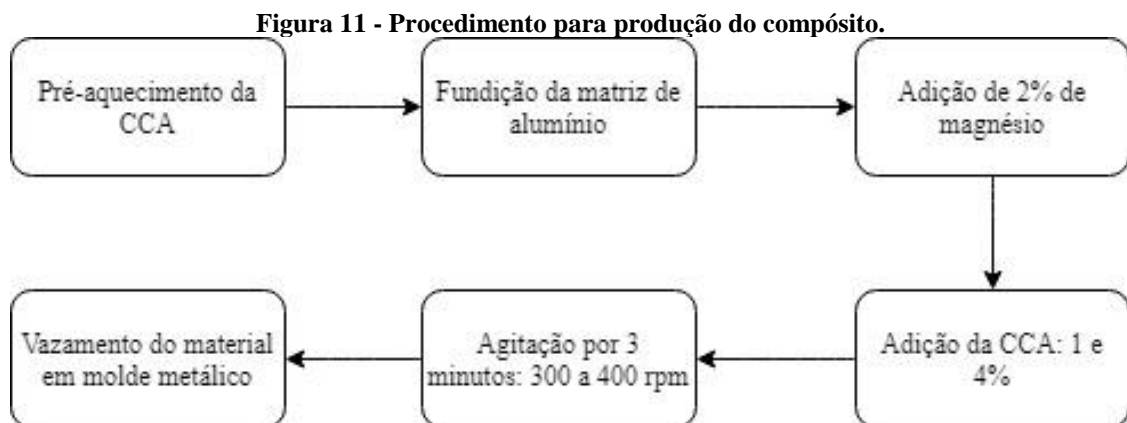 Figura 11 - Procedimento para produção do compósito.
Pré-aquecimento da
CCA
Fundição da matriz de
alumínio
Adição de 2% de
magnésio
Adição da CCA: 1 e
4%
Agitação por 3
minutos: 300 a 400 rpm
Vazamento do material
em molde metálico